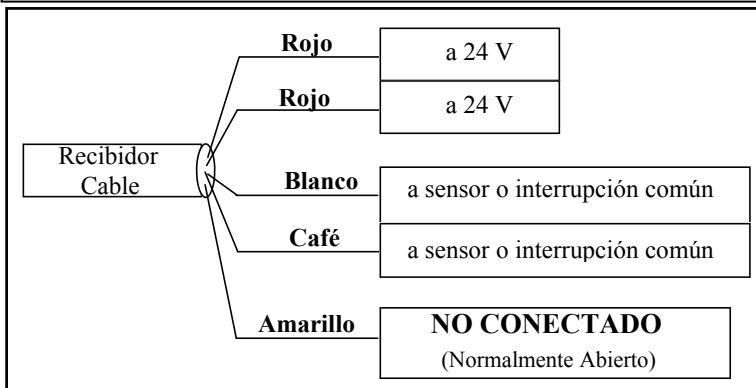 Rojo
a 24 V
Rojo
a 24 V
Recibidor
Cable
Blanco
a sensor o interrupción común
Café
a sensor o interrupción común
Amarillo
NO CONECTADO
(Normalmente Abierto)